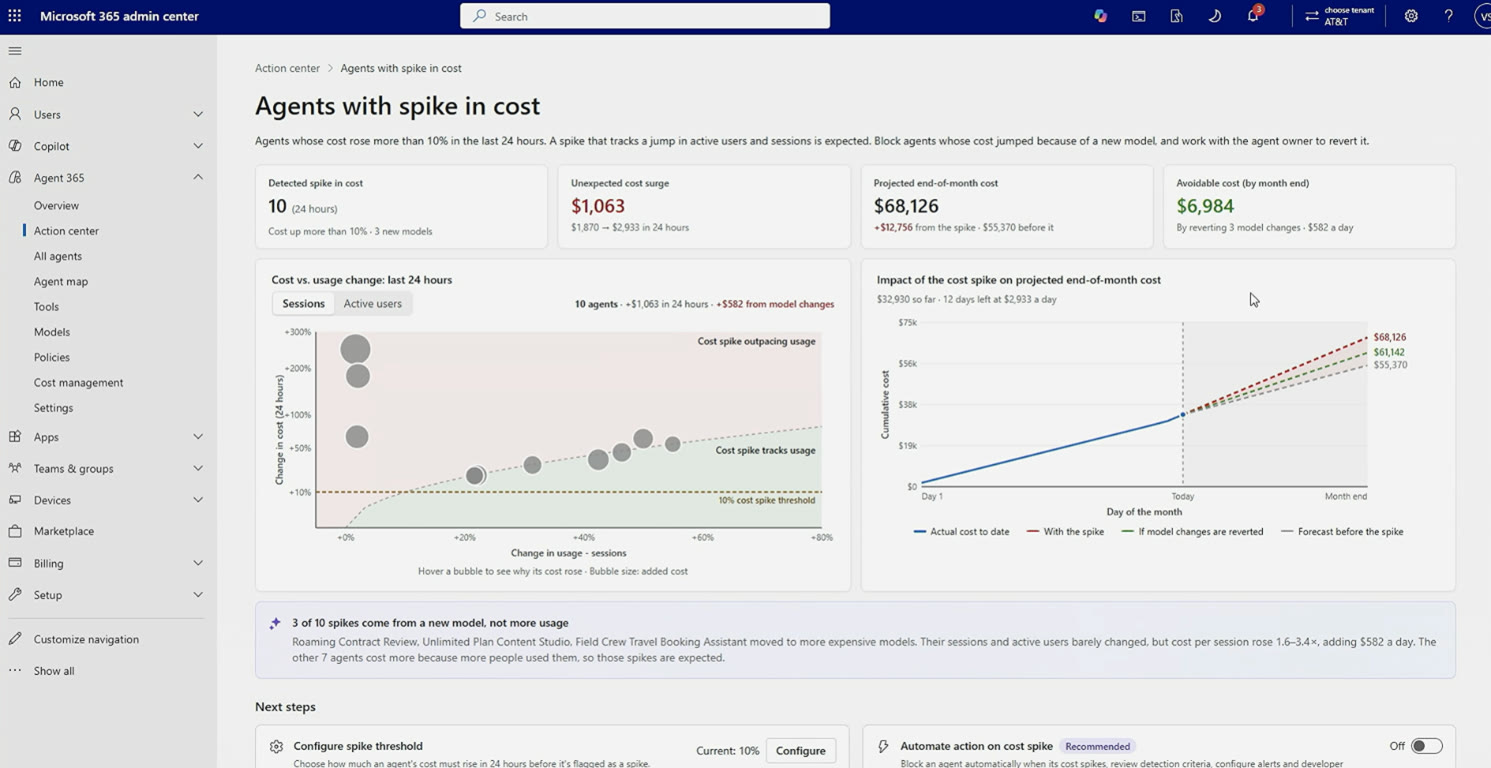 Microsoft 365 admin center
Search
3
choose tenant
AT&T
?
VS
Home
Users
Copilot
Agent 365
Overview
Action center
All agents
Agent map
Tools
Models
Policies
Cost management
Settings
Apps
Teams & groups
Devices
Marketplace
Billing
Setup
Customize navigation
Show all
Action center > Agents with spike in cost
Agents with spike in cost
Agents whose cost rose more than 10% in the last 24 hours. A spike that tracks a jump in active users and sessions is expected. Block agents whose cost jumped because of a new model, and work with the agent owner to revert it.
Detected spike in cost
10 (24 hours)
Cost up more than 10% · 3 new models
Unexpected cost surge
$1,063
$1,870 → $2,933 in 24 hours
Projected end-of-month cost
$68,126
+$12,756 from the spike · $55,370 before it
Avoidable cost (by month end)
$6,984
By reverting 3 model changes · $582 a day
Cost vs. usage change: last 24 hours
Sessions Active users
10 agents · +$1,063 in 24 hours · +$582 from model changes
Change in cost (24 hours)
+300%
+200%
+100%
+50%
+10%
Cost spike outpacing usage
Cost spike tracks usage
10% cost spike threshold
+0% +20% +40% +60% +80%
Change in usage - sessions
Hover a bubble to see why its cost rose · Bubble size: added cost
Impact of the cost spike on projected end-of-month cost
$32,930 so far · 12 days left at $2,933 a day
Cumulative cost
$75k
$56k
$38k
$19k
$0
$68,126
$61,142
$55,370
Day 1 Today Month end
Day of the month
Actual cost to date With the spike If model changes are reverted Forecast before the spike
3 of 10 spikes come from a new model, not more usage
Roaming Contract Review, Unlimited Plan Content Studio, Field Crew Travel Booking Assistant moved to more expensive models. Their sessions and active users barely changed, but cost per session rose 1.6–3.4×, adding $582 a day. The
other 7 agents cost more because more people used them, so those spikes are expected.
Next steps
Configure spike threshold
Current: 10% Configure
Choose how much an agent's cost must rise in 24 hours before it's flagged as a spike.
Automate action on cost spike Recommended
Off
Block an agent automatically when its cost spikes, review detection criteria, configure alerts and developer